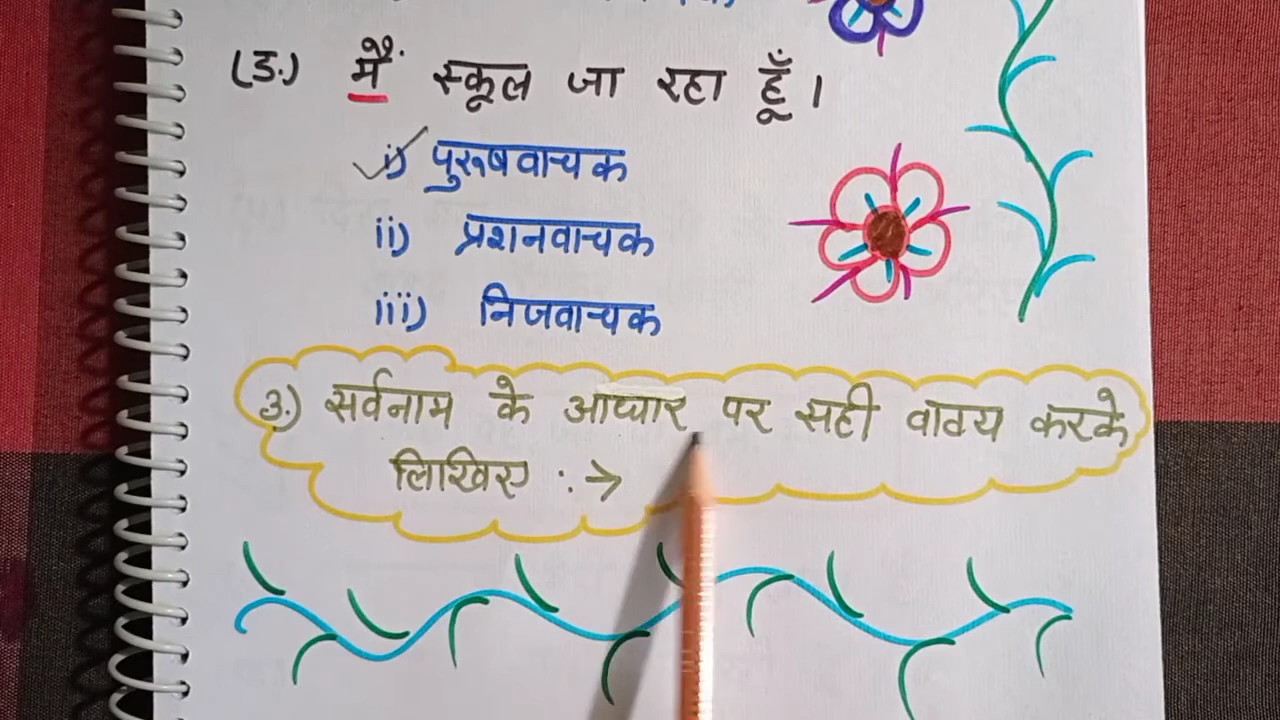 (ड.) मैं स्कूल जा रहा हूँ।
i) पुरूषवाचक
ii) प्रशनवाचक
iii) निजवाचक
3.) सर्वनाम के आधार पर सही वाक्य करके
लिखिए :→